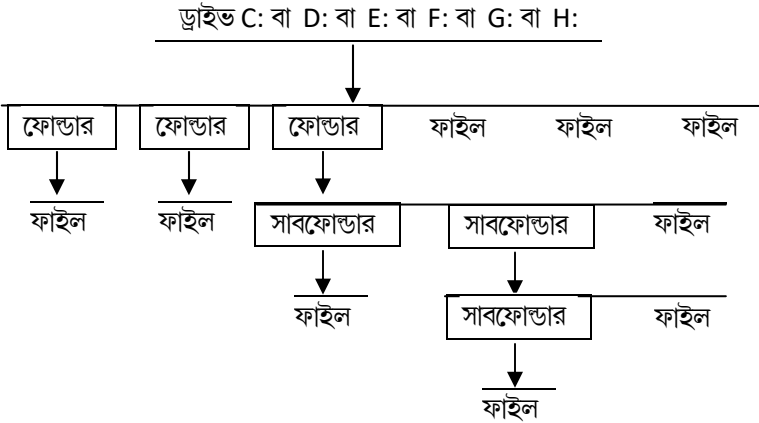 ড্রাইভ C: বা D: বা E: বা F: বা G: বা H:
ফোল্ডার ফোল্ডার ফোল্ডার ফাইল ফাইল ফাইল
ফাইল ফাইল সাবফোল্ডার সাবফোল্ডার ফাইল
ফাইল সাবফোল্ডার ফাইল
ফাইল